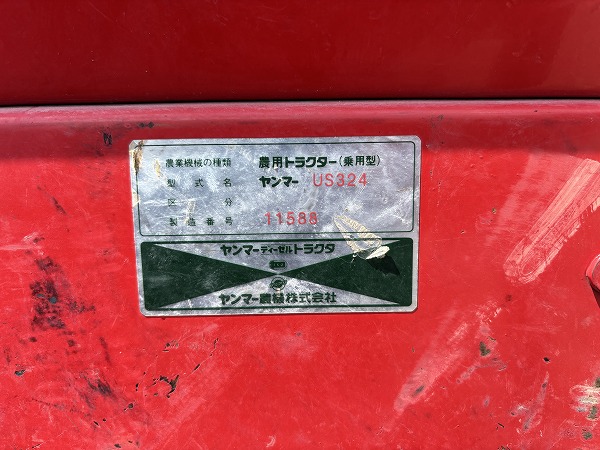 農業機械の種類 農用トラクター(乗用型)
型式名 ヤンマー US324
区分
製造番号 11588
ヤンマーディーゼルトラクタ
ヤンマー農機株式会社